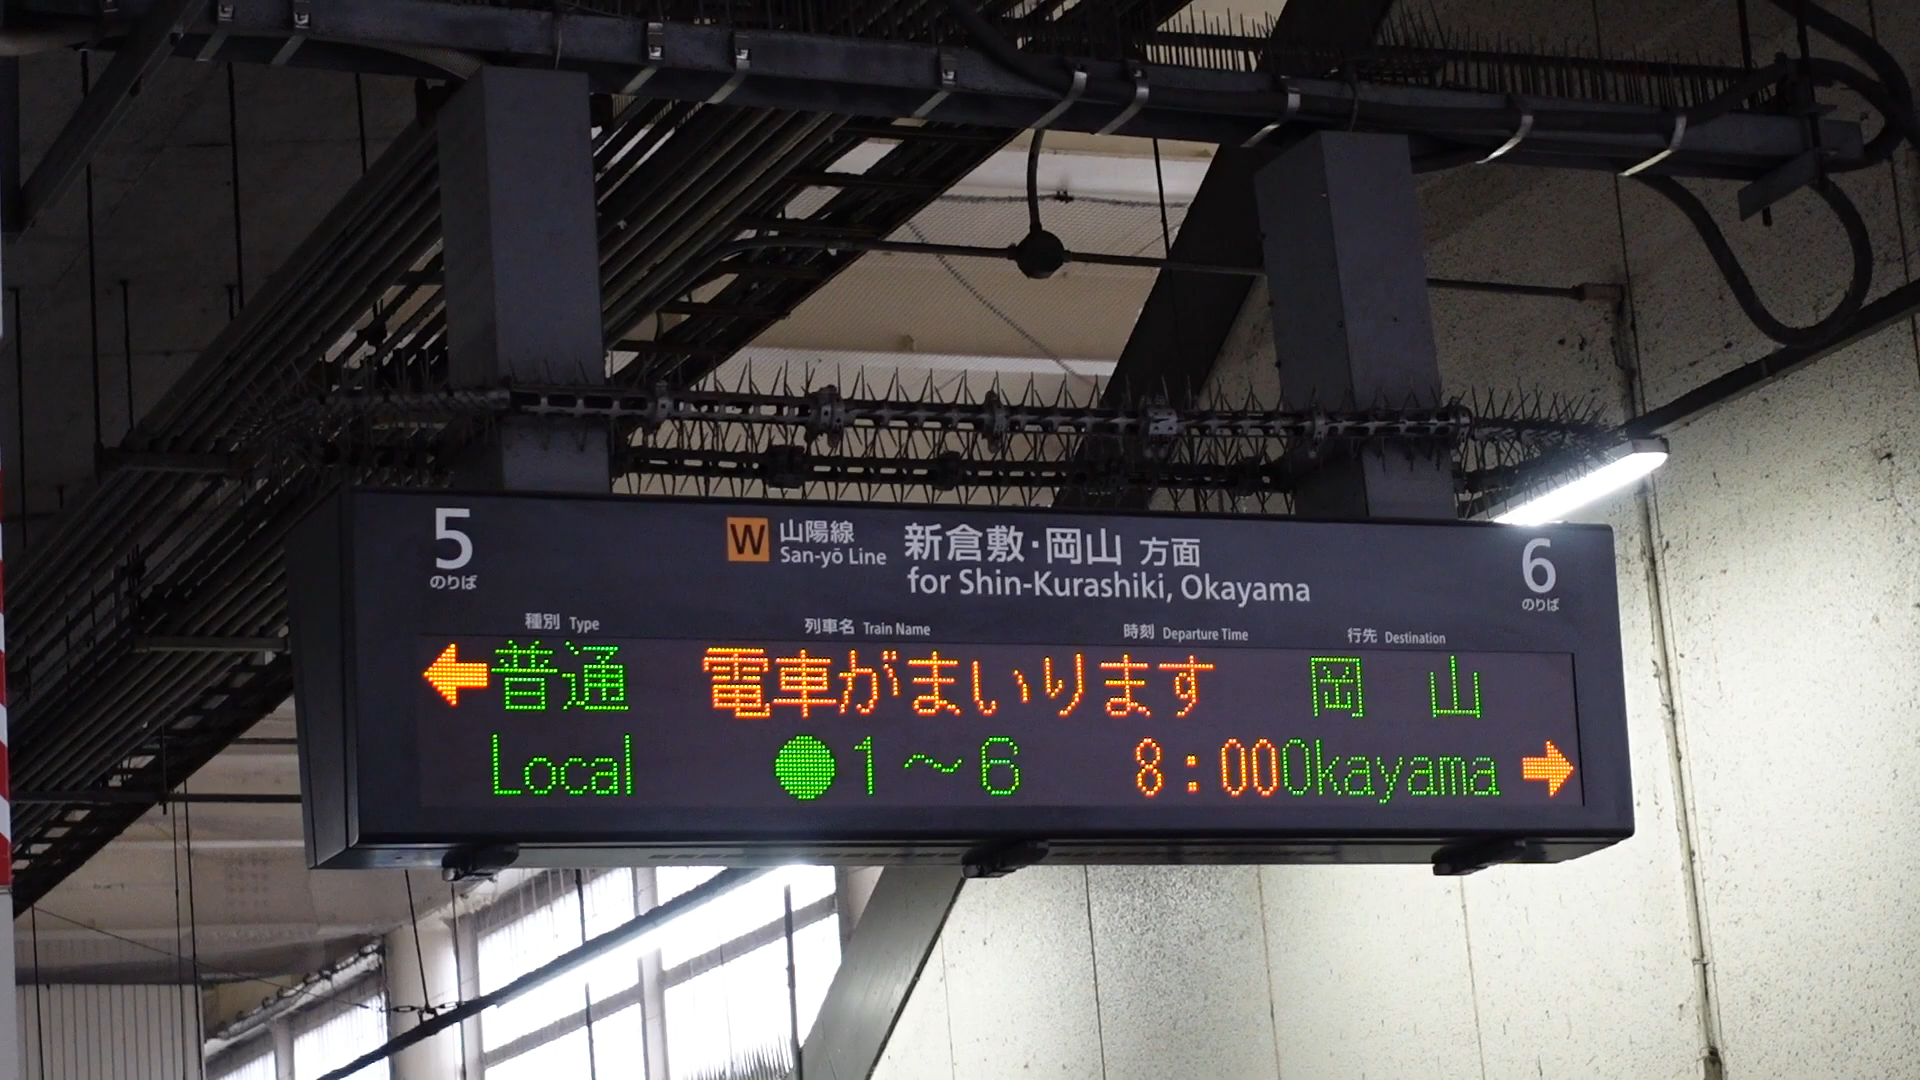 5 のりば
W 山陽線 San-yō Line
新倉敷・岡山 方面
for Shin-Kurashiki, Okayama
6 のりば
種別 Type 列車名 Train Name 時刻 Departure Time 行先 Destination
←普通 電車がまいります 岡 山
Local ●1～6 8:00 Okayama→